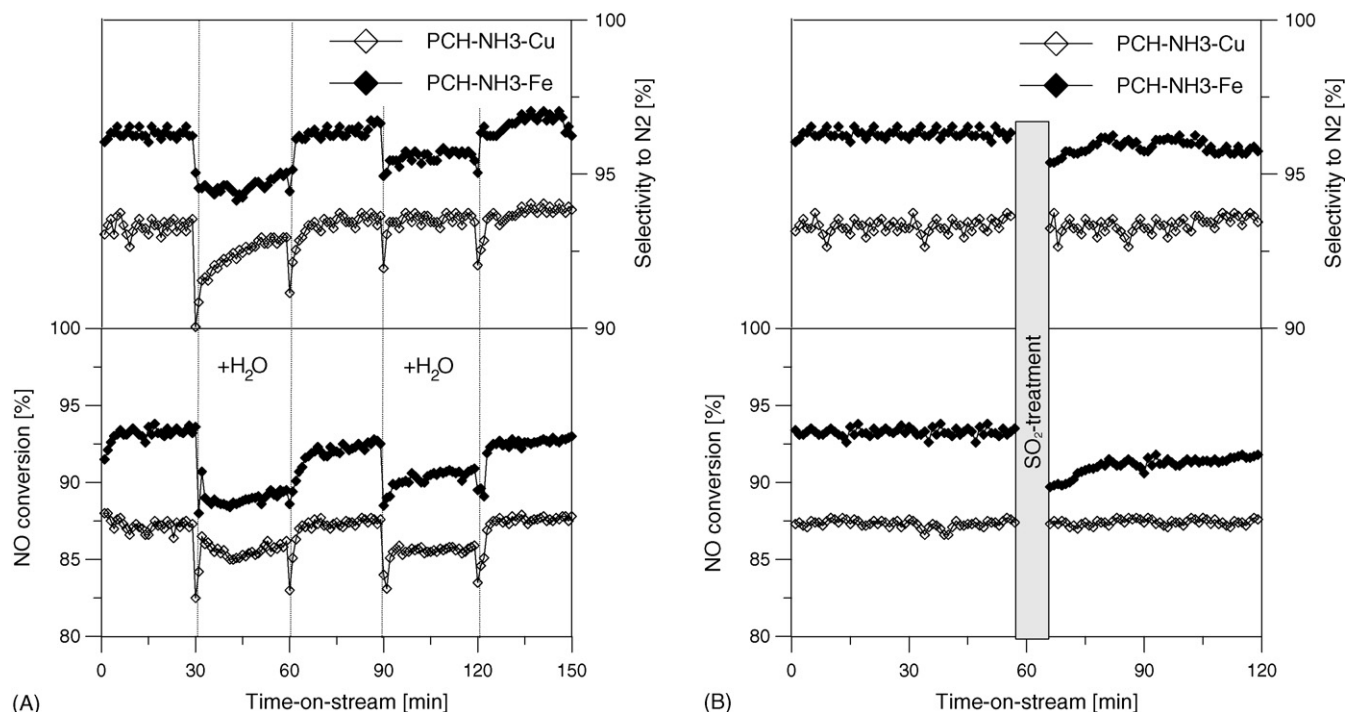 100
PCH-NH3-Cu
PCH-NH3-Fe
95
Selectivity to N2 [%]
100
90
+H₂O
+H₂O
95
90
85
80
NO conversion [%]
0
30
60
90
120
150
(A)
Time-on-stream [min]
100
PCH-NH3-Cu
PCH-NH3-Fe
95
Selectivity to N2 [%]
100
90
95
90
85
80
NO conversion [%]
SO₂-treatment
0
30
60
90
120
(B)
Time-on-stream [min]